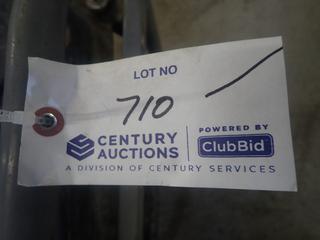 LOT NO
710
CENTURY AUCTIONS
POWERED BY
ClubBid
A DIVISION OF CENTURY SERVICES